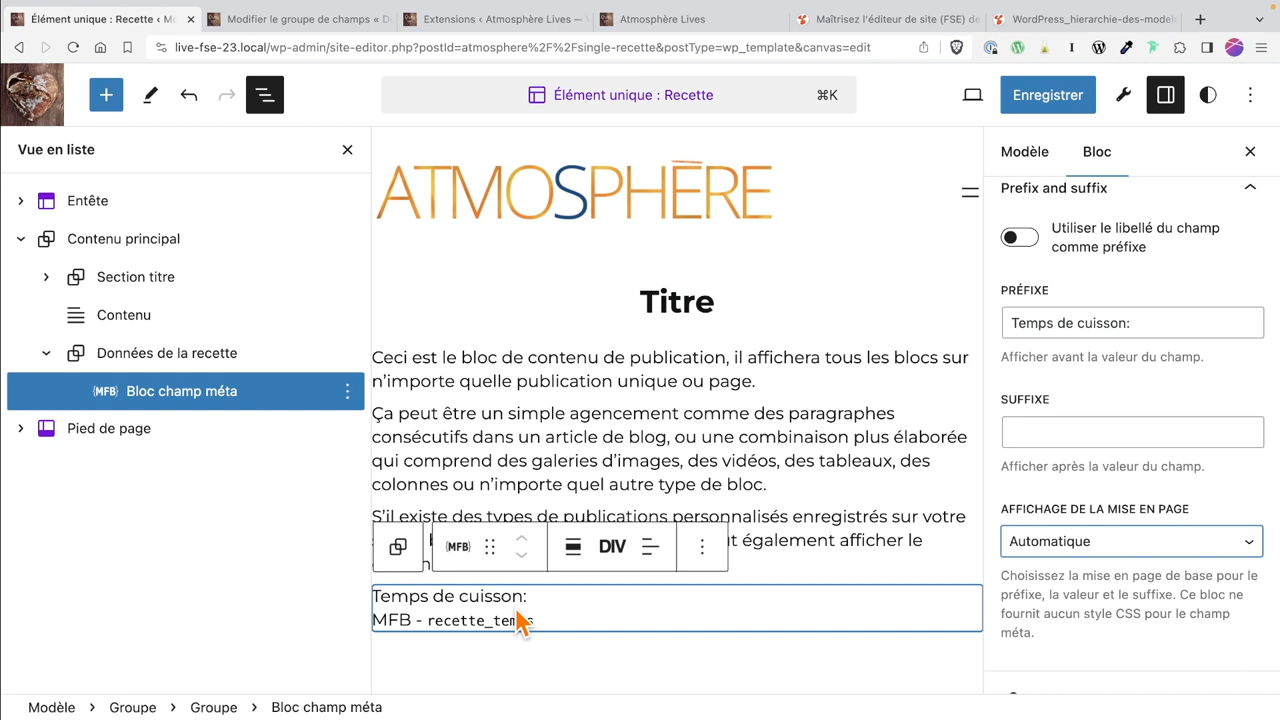 Élément unique : Recette ‹ Mo
Modifier le groupe de champs « D
Extensions ‹ Atmosphère Lives —
Atmosphère Lives
Maîtrisez l'éditeur de site (FSE) de
WordPress_hierarchie-des-model
live-fse-23.local/wp-admin/site-editor.php?postId=atmosphere%2F%2Fsingle-recette&postType=wp_template&canvas=edit
Élément unique : Recette
⌘K
Enregistrer
Vue en liste
Entête
Contenu principal
Section titre
Contenu
Données de la recette
{MFB} Bloc champ méta
Pied de page
ATMOSPHÈRE
Titre
Ceci est le bloc de contenu de publication, il affichera tous les blocs sur
n'importe quelle publication unique ou page.
Ça peut être un simple agencement comme des paragraphes
consécutifs dans un article de blog, ou une combinaison plus élaborée
qui comprend des galeries d'images, des vidéos, des tableaux, des
colonnes ou n'importe quel autre type de bloc.
S'il existe des types de publications personnalisés enregistrés sur votre
également afficher le
{MFB}
DIV
Temps de cuisson:
MFB - recette_temps
Modèle
Bloc
Prefix and suffix
Utiliser le libellé du champ
comme préfixe
PRÉFIXE
Temps de cuisson:
Afficher avant la valeur du champ.
SUFFIXE
Afficher après la valeur du champ.
AFFICHAGE DE LA MISE EN PAGE
Automatique
Choisissez la mise en page de base pour le
préfixe, la valeur et le suffixe. Ce bloc ne
fournit aucun style CSS pour le champ
méta.
Modèle > Groupe > Groupe > Bloc champ méta